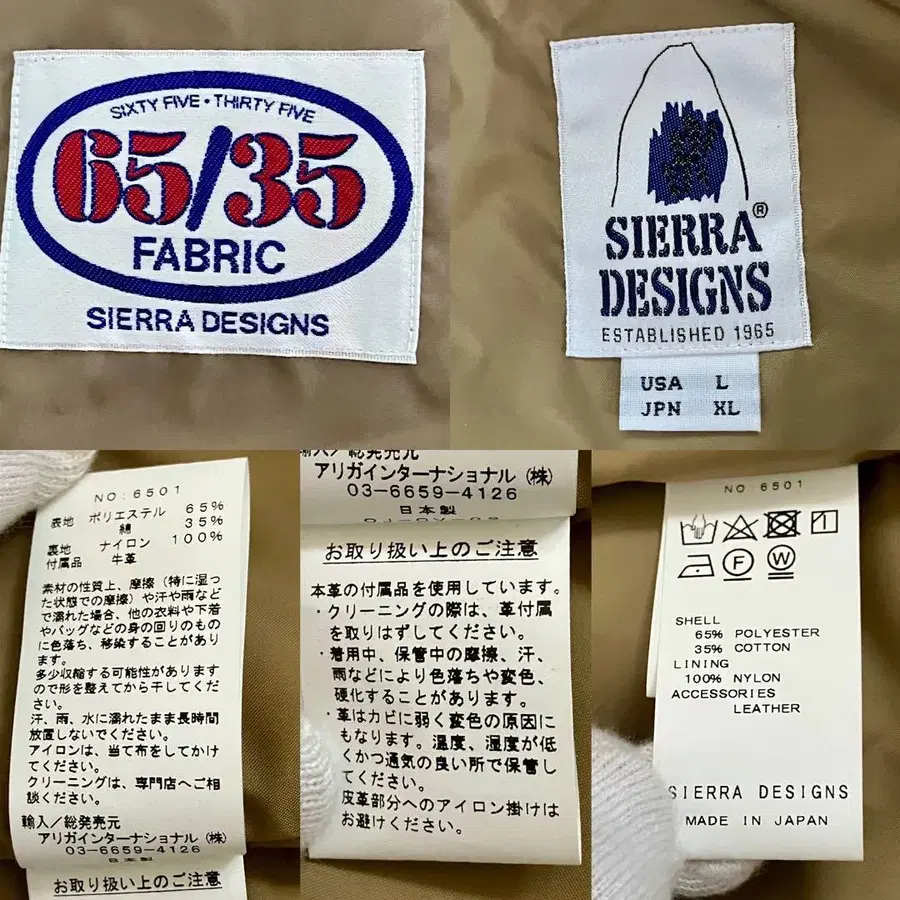 SIXTY FIVE・THIRTY FIVE
65/35
FABRIC
SIERRA DESIGNS
SIERRA®
DESIGNS
ESTABLISHED 1965
USA L
JPN XL
NO:6501
表地 ポリエステル 65%
綿 35%
裏地 ナイロン 100%
付属品 牛革
素材の性質上、摩擦(特に湿っ
た状態での摩擦)や汗や雨など
で濡れた場合、他の衣料や下着
やバッグなどの身の回りのもの
に色落ち、移染することがあり
ます。
多少収縮する可能性があります
ので形を整えてから干してくだ
さい。
汗、雨、水に濡れたまま長時間
放置しないでください。
アイロンは、当て布をしてかけ
てください。
クリーニングは、専門店へご相
談ください。
輸入/総発売元
アリガインターナショナル(株)
03-6659-4126
日本製
お取り扱い上のご注意
輸入/総発売元
アリガインターナショナル(株)
03-6659-4126
日本製
お取り扱い上のご注意
本革の付属品を使用しています。
・クリーニングの際は、革付属
を取りはずしてください。
・着用中、保管中の摩擦、汗、
雨などにより色落ちや変色、
硬化することがあります。
・革はカビに弱く変色の原因に
もなります。温度、湿度が低
くかつ通気の良い所で保管し
てください。
皮革部分へのアイロン掛けは
お避けください。
NO:6501
1
F W
SHELL
65% POLYESTER
35% COTTON
LINING
100% NYLON
ACCESSORIES
LEATHER
SIERRA DESIGNS
MADE IN JAPAN